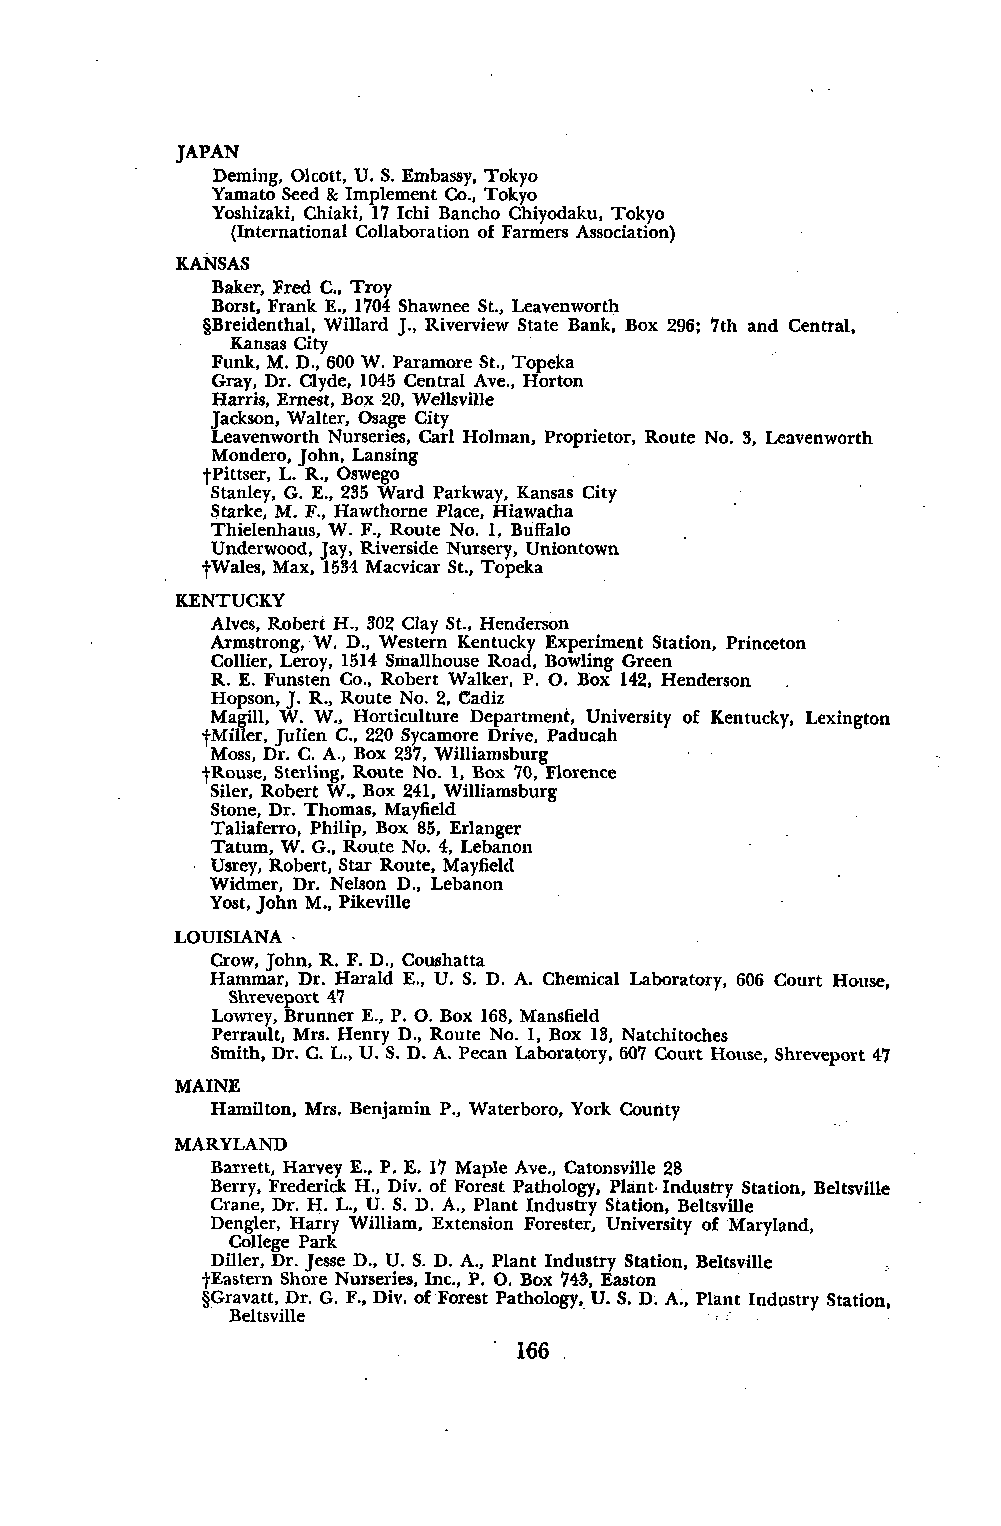 JAPAN
Deming, Olcott, U. S. Embassy, Tokyo
Yamato Seed & Implement Co., Tokyo
Yoshizaki, Chiaki, 17 Ichi Bancho Chiyodaku, Tokyo
(International Collaboration of Farmers Association)
KANSAS
Baker, Fred C., Troy
Borst, Frank E., 1704 Shawnee St., Leavenworth
§Breidenthal, Willard J., Riverview State Bank, Box 296; 7th and Central,
Kansas City
Funk, M. D., 600 W. Paramore St., Topeka
Gray, Dr. Clyde, 1045 Central Ave., Horton
Harris, Ernest, Box 20, Wellsville
Jackson, Walter, Osage City
Leavenworth Nurseries, Carl Holman, Proprietor, Route No. 3, Leavenworth
Mondero, John, Lansing
†Pittser, L. R., Oswego
Stanley, G. E., 235 Ward Parkway, Kansas City
Starke, M. F., Hawthorne Place, Hiawatha
Thielenhaus, W. F., Route No. 1, Buffalo
Underwood, Jay, Riverside Nursery, Uniontown
†Wales, Max, 1534 Macvicar St., Topeka
KENTUCKY
Alves, Robert H., 302 Clay St., Henderson
Armstrong, W. D., Western Kentucky Experiment Station, Princeton
Collier, Leroy, 1514 Smallhouse Road, Bowling Green
R. E. Funsten Co., Robert Walker, P. O. Box 142, Henderson
Hopson, J. R., Route No. 2, Cadiz
Magill, W. W., Horticulture Department, University of Kentucky, Lexington
†Miller, Julien C., 220 Sycamore Drive, Paducah
Moss, Dr. C. A., Box 237, Williamsburg
†Rouse, Sterling, Route No. 1, Box 70, Florence
Siler, Robert W., Box 241, Williamsburg
Stone, Dr. Thomas, Mayfield
Taliaferro, Philip, Box 85, Erlanger
Tatum, W. G., Route No. 4, Lebanon
Usrey, Robert, Star Route, Mayfield
Widmer, Dr. Nelson D., Lebanon
Yost, John M., Pikeville
LOUISIANA
Crow, John, R. F. D., Coushatta
Hammar, Dr. Harald E., U. S. D. A. Chemical Laboratory, 606 Court House,
Shreveport 47
Lowrey, Brunner E., P. O. Box 168, Mansfield
Perrault, Mrs. Henry D., Route No. 1, Box 13, Natchitoches
Smith, Dr. C. L., U. S. D. A. Pecan Laboratory, 607 Court House, Shreveport 47
MAINE
Hamilton, Mrs. Benjamin P., Waterboro, York County
MARYLAND
Barrett, Harvey E., P. E. 17 Maple Ave., Catonsville 28
Berry, Frederick H., Div. of Forest Pathology, Plant Industry Station, Beltsville
Crane, Dr. H. L., U. S. D. A., Plant Industry Station, Beltsville
Dengler, Harry William, Extension Forester, University of Maryland,
College Park
Diller, Dr. Jesse D., U. S. D. A., Plant Industry Station, Beltsville
†Eastern Shore Nurseries, Inc., P. O. Box 743, Easton
§Gravatt, Dr. G. F., Div. of Forest Pathology, U. S. D. A., Plant Industry Station,
Beltsville
166